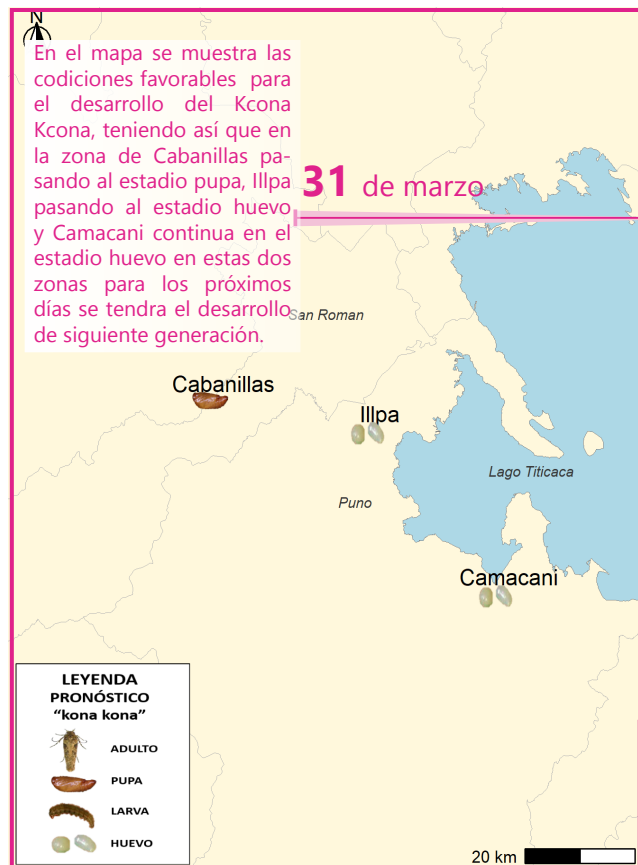 N
En el mapa se muestra las
codiciones favorables para
el desarrollo del Kcona
Kcona, teniendo así que en
la zona de Cabanillas pa-
sando al estadio pupa, Illpa
pasando al estadio huevo
y Camacani continua en el
estadio huevo en estas dos
zonas para los próximos
días se tendra el desarrollo
de siguiente generación.
31 de marzo
San Roman
Cabanillas
Illpa
Lago Titicaca
Puno
Camacani
LEYENDA
PRONÓSTICO
“kona kona”
ADULTO
PUPA
LARVA
HUEVO
20 km